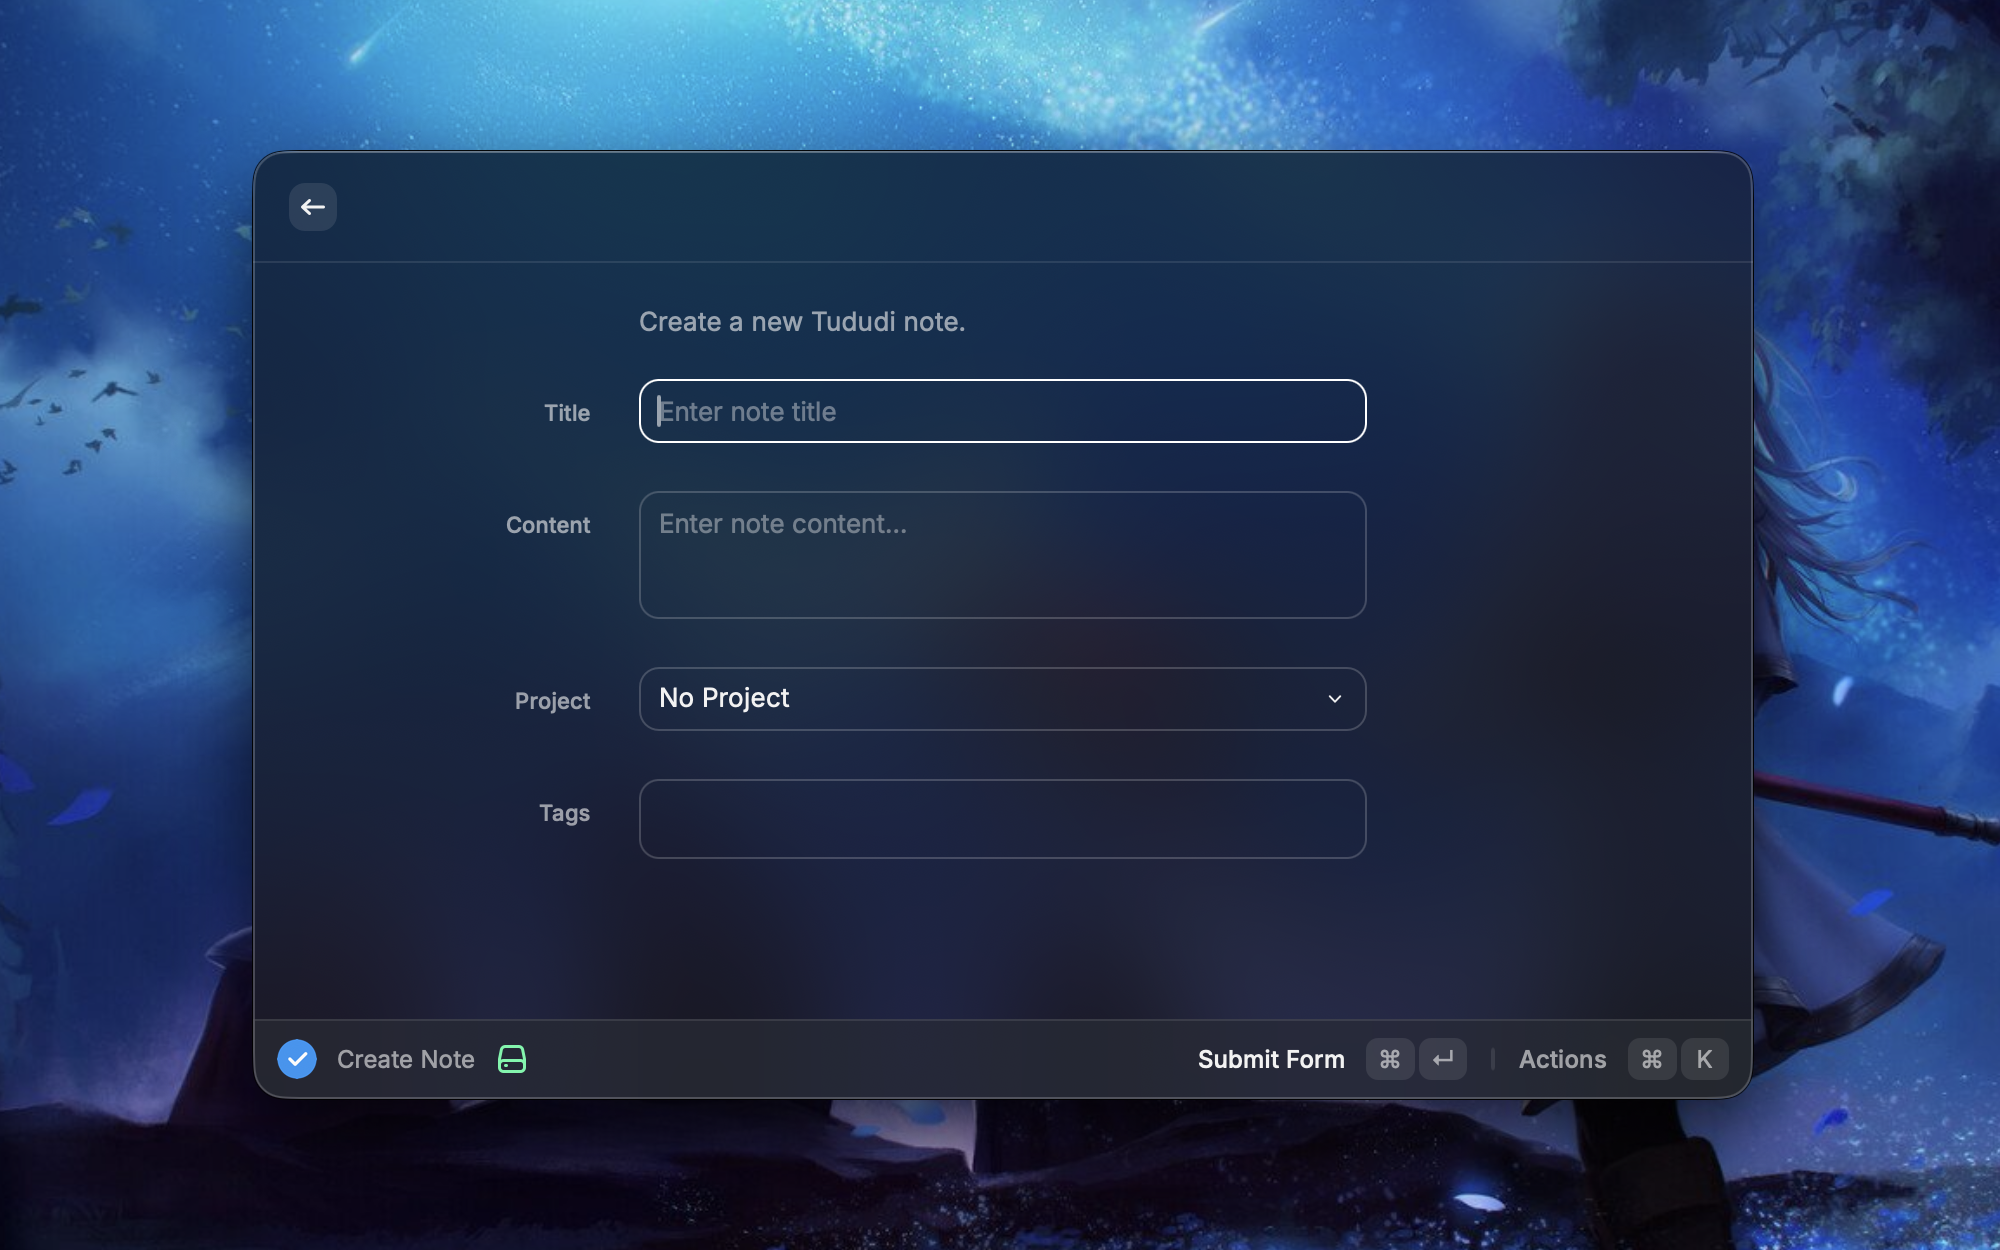 Create a new Tududi note.
Title
Enter note title
Content
Enter note content...
Project
No Project
Tags
Create Note
Submit Form ⌘ ↵ | Actions ⌘ K